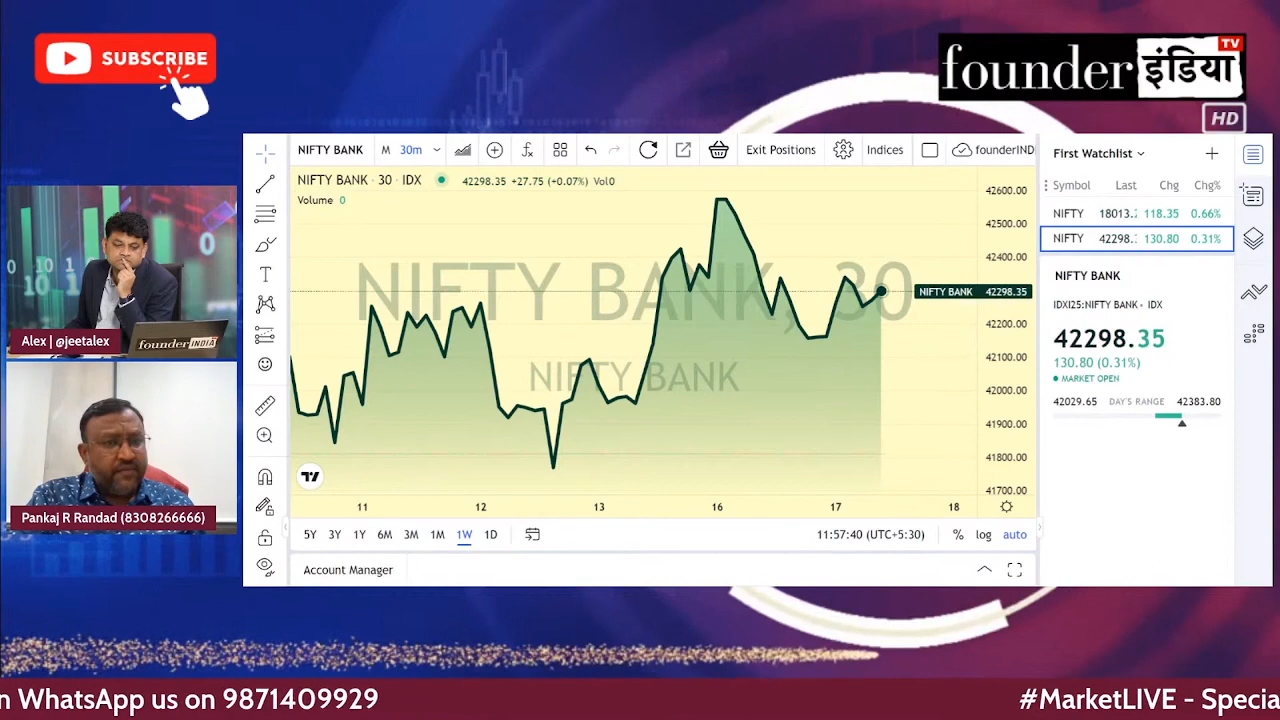 SUBSCRIBE
founder इंडिया TV
HD
NIFTY BANK M 30m Exit Positions Indices founderIND
NIFTY BANK · 30 · IDX 42298.35 +27.75 (+0.07%) Vol0
Volume 0
NIFTY BANK, 30
NIFTY BANK
42600.00
42500.00
42400.00
NIFTY BANK 42298.35
42200.00
42100.00
42000.00
41900.00
41800.00
41700.00
11 12 13 16 17 18
5Y 3Y 1Y 6M 3M 1M 1W 1D 11:57:40 (UTC+5:30) % log auto
Account Manager
First Watchlist
Symbol Last Chg Chg%
NIFTY 18013. 118.35 0.66%
NIFTY 42298. 130.80 0.31%
NIFTY BANK
IDXI25:NIFTY BANK · IDX
42298.35
130.80 (0.31%)
MARKET OPEN
42029.65 DAY'S RANGE 42383.80
Alex | @jeetalex
founder INDIA
Pankaj R Randad (8308266666)
n WhatsApp us on 9871409929
#MarketLIVE - Specia